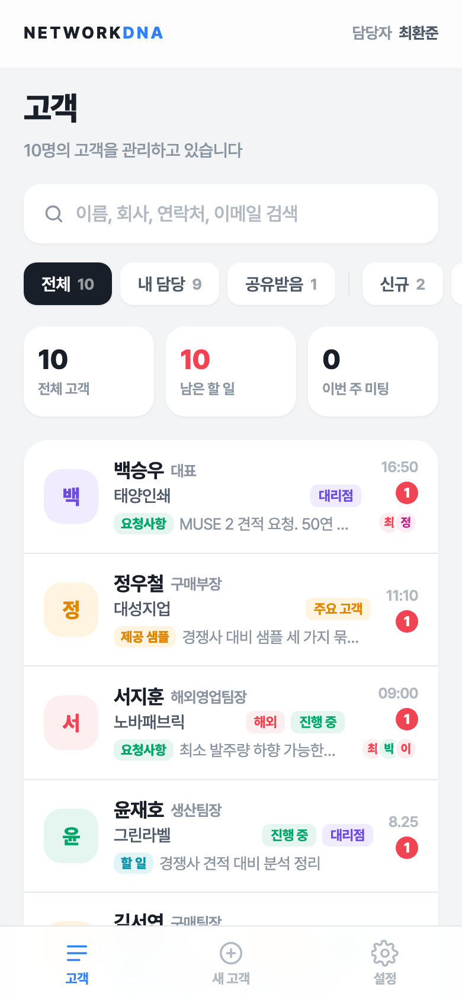 NETWORKDNA
담당자 최환준
고객
10명의 고객을 관리하고 있습니다
이름, 회사, 연락처, 이메일 검색
전체 10
내 담당 9
공유받음 1
신규 2
10
전체 고객
10
남은 할 일
0
이번 주 미팅
백
백승우 대표
16:50
태양인쇄
대리점
1
요청사항 MUSE 2 견적 요청. 50연 ...
최 정
정
정우철 구매부장
11:10
대성지업
주요 고객
1
제공 샘플 경쟁사 대비 샘플 세 가지 묶...
서
서지훈 해외영업팀장
09:00
노바패브릭
해외 진행 중
1
요청사항 최소 발주량 하향 가능한...
최 박 이
윤
윤재호 생산팀장
8.25
그린라벨
진행 중 대리점
1
할 일 경쟁사 견적 대비 분석 정리
김서연 구매팀장
고객
새 고객
설정